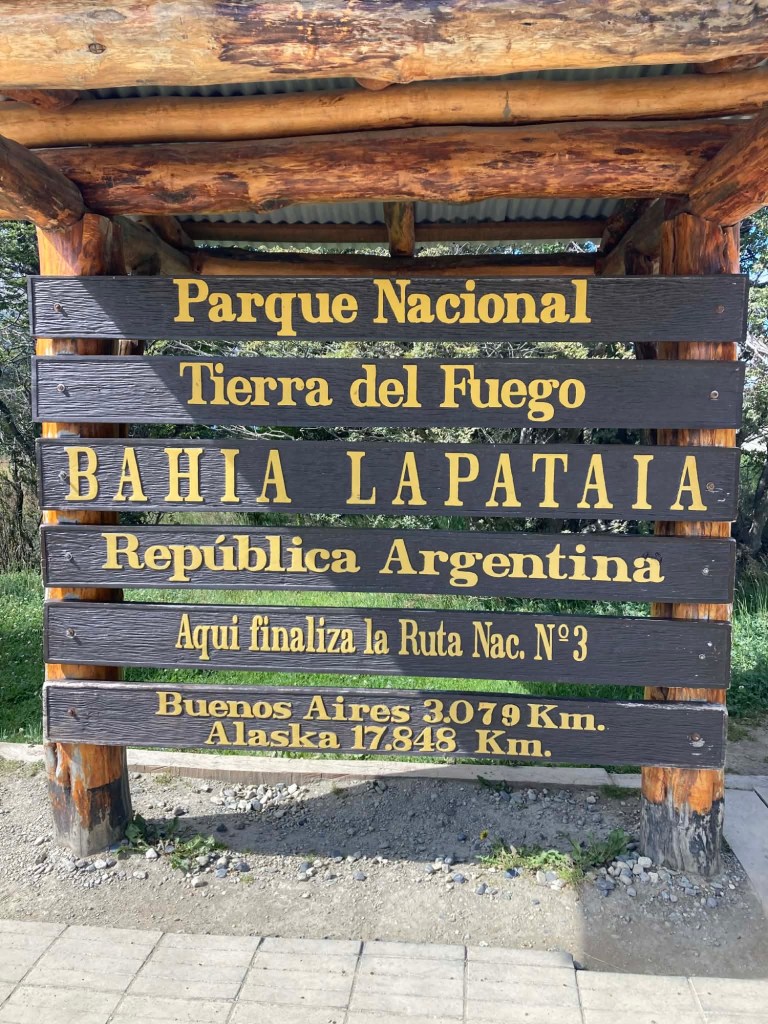 Parque Nacional
Tierra del Fuego
BAHIA LAPATAIA
República Argentina
Aqui finaliza la Ruta Nac. Nº3
Buenos Aires 3.079 Km.
Alaska 17.848 Km.